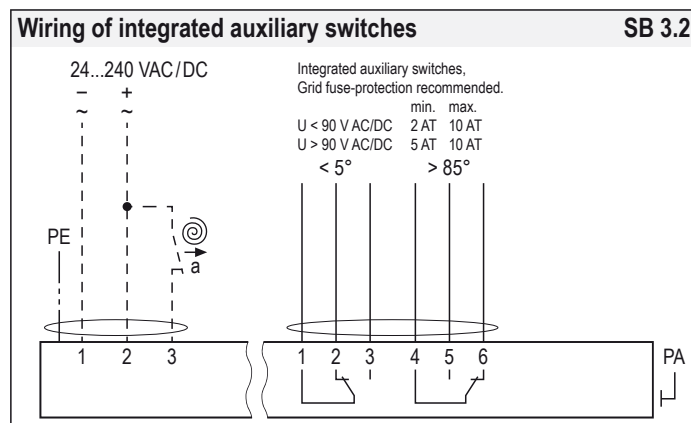 Wiring of integrated auxiliary switches SB 3.2
24...240 VAC/DC
– +
~ ~
Integrated auxiliary switches,
Grid fuse-protection recommended.
min. max.
U < 90 V AC/DC 2 AT 10 AT
U > 90 V AC/DC 5 AT 10 AT
< 5° > 85°
PE
a
1 2 3 1 2 3 4 5 6 PA